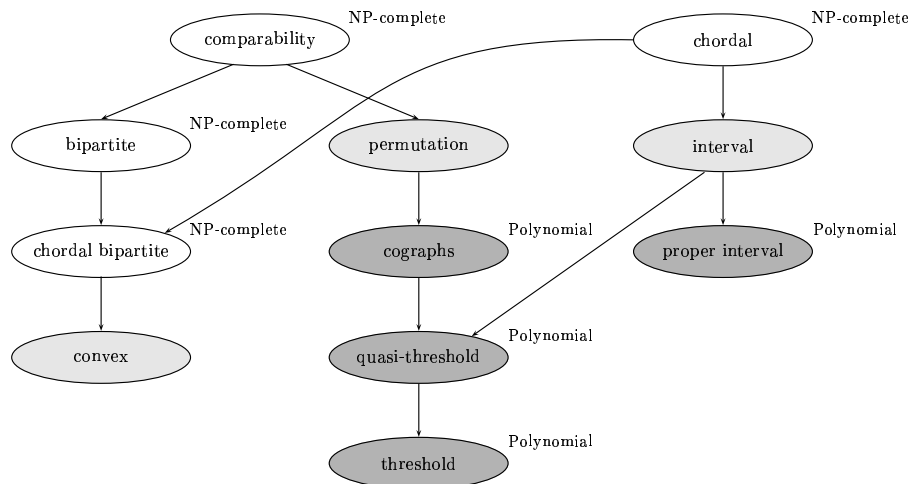 NP-complete
comparability
NP-complete
chordal
NP-complete
bipartite
permutation
interval
NP-complete
chordal bipartite
Polynomial
cographs
Polynomial
proper interval
convex
Polynomial
quasi-threshold
Polynomial
threshold